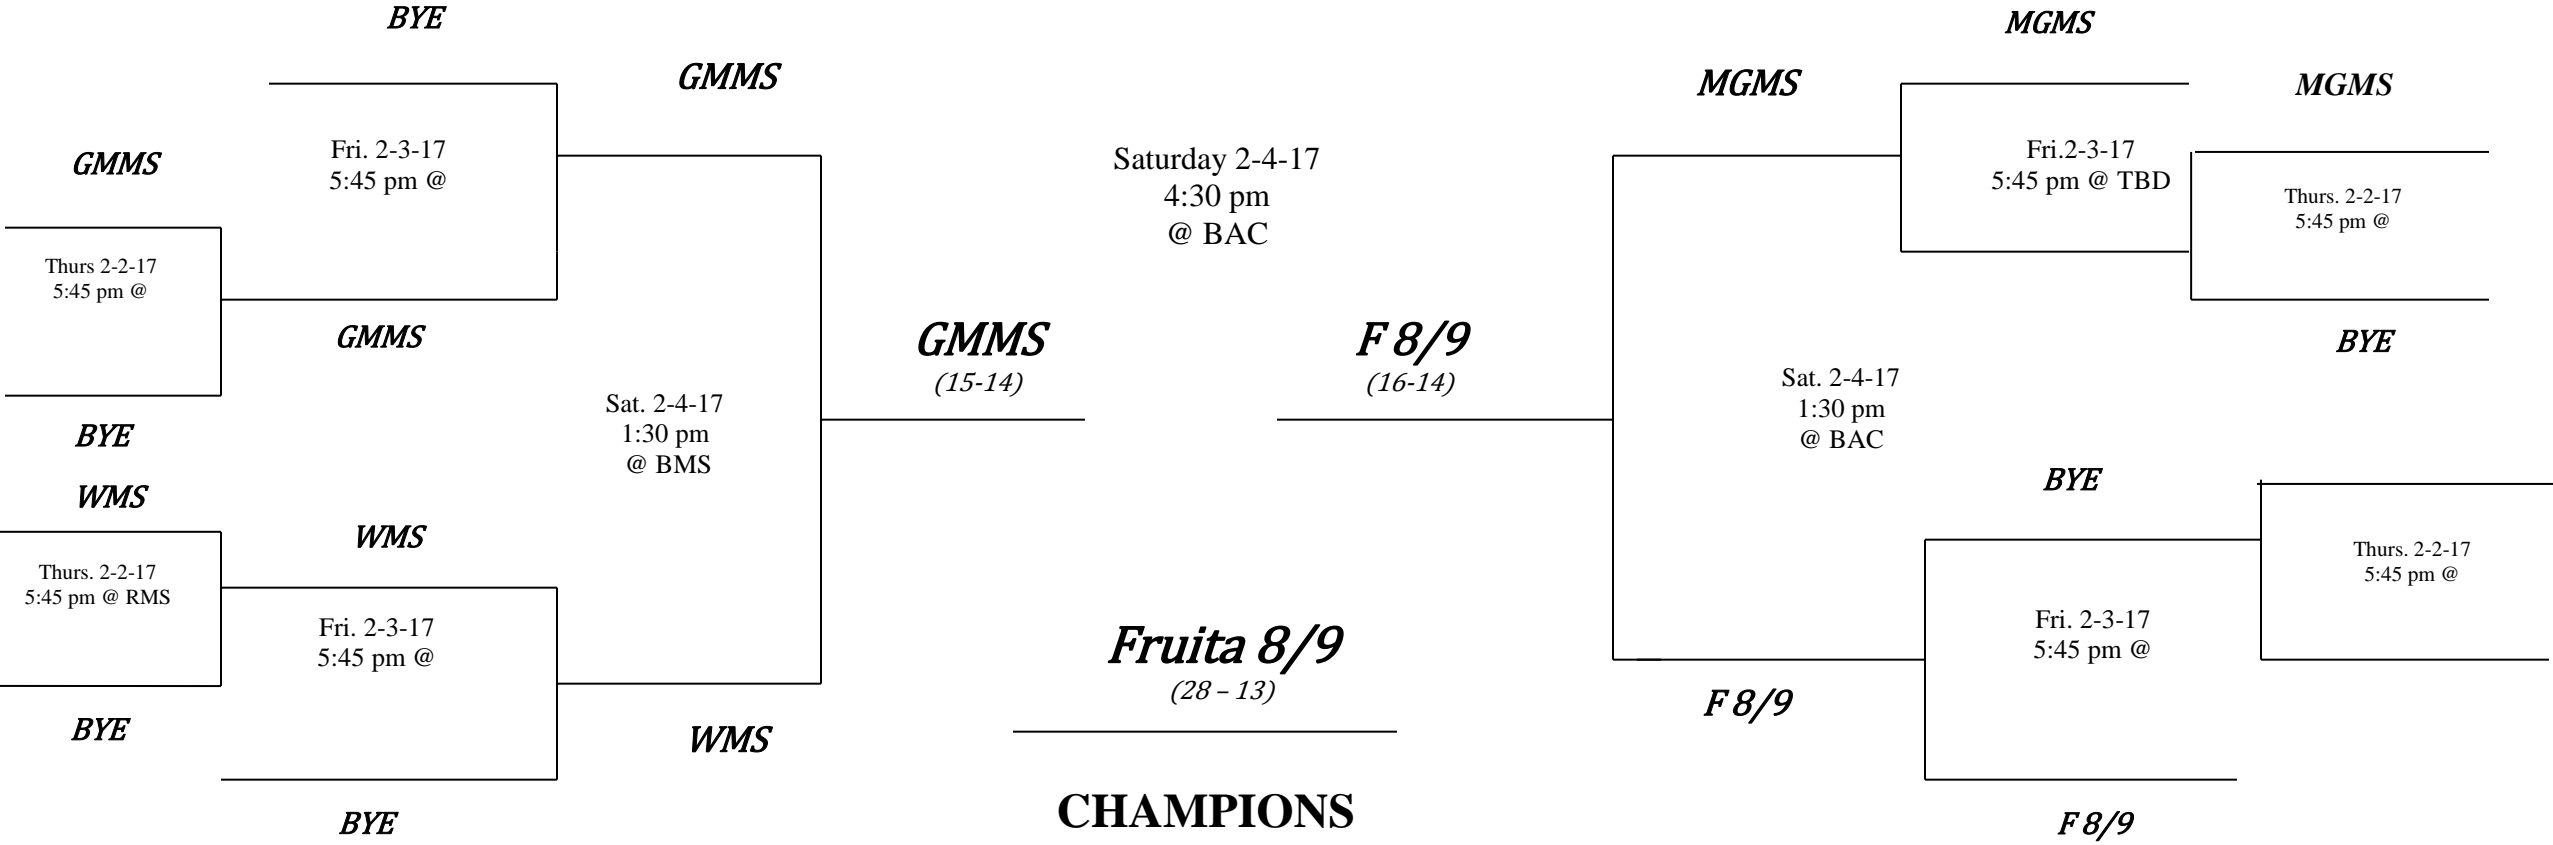 BYE
GMMS
GMMS
Fri. 2-3-17
5:45 pm @
Thurs 2-2-17
5:45 pm @
GMMS
BYE
Sat. 2-4-17
1:30 pm
@ BMS
WMS
WMS
Thurs. 2-2-17
5:45 pm @ RMS
Fri. 2-3-17
5:45 pm @
BYE
WMS
BYE
Saturday 2-4-17
4:30 pm
@ BAC
GMMS
(15-14)
F 8/9
(16-14)
Fruita 8/9
(28 – 13)
CHAMPIONS
MGMS
MGMS
MGMS
Fri.2-3-17
5:45 pm @ TBD
Thurs. 2-2-17
5:45 pm @
BYE
Sat. 2-4-17
1:30 pm
@ BAC
BYE
Thurs. 2-2-17
5:45 pm @
Fri. 2-3-17
5:45 pm @
F 8/9
F 8/9